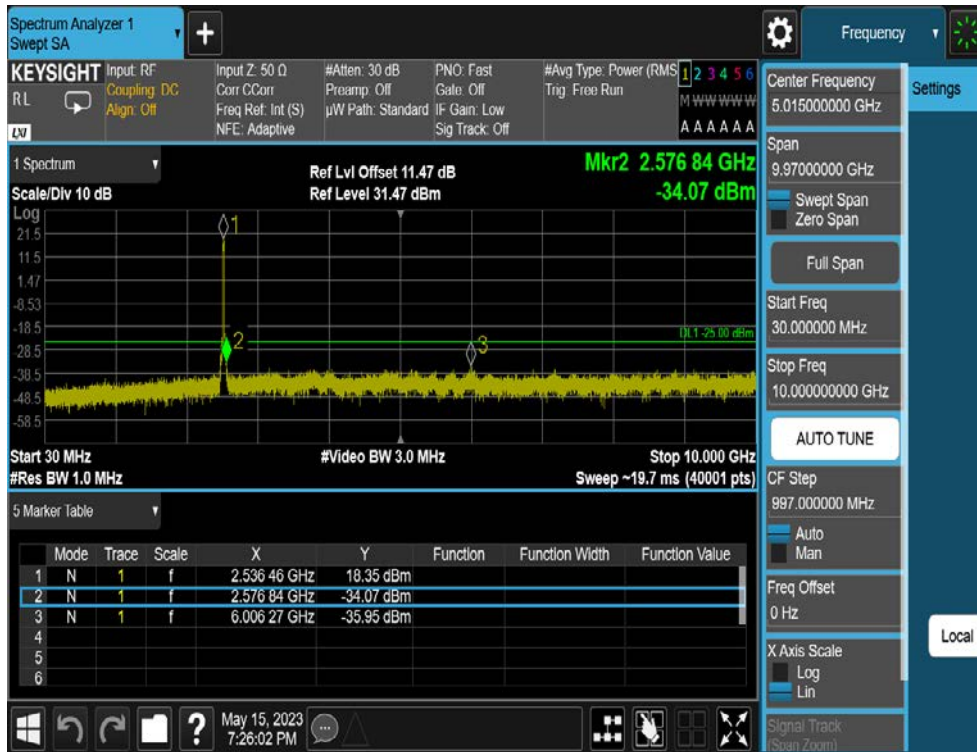 Spectrum Analyzer 1
Swept SA
+
Frequency
KEYSIGHT
RL
LXI
Input: RF
Coupling: DC
Align: Off
Input Z: 50 Ω
Corr CCorr
Freq Ref: Int (S)
NFE: Adaptive
#Atten: 30 dB
Preamp: Off
µW Path: Standard
PNO: Fast
Gate: Off
IF Gain: Low
Sig Track: Off
#Avg Type: Power (RMS
Trig: Free Run
1 2 3 4 5 6
M W W W W W
A A A A A A
1 Spectrum
Scale/Div 10 dB
Ref Lvl Offset 11.47 dB
Ref Level 31.47 dBm
Mkr2 2.576 84 GHz
-34.07 dBm
Log
21.5
11.5
1.47
-8.53
-18.5
-28.5
-38.5
-48.5
-58.5
1
2
3
DL1 -25.00 dBm
Start 30 MHz
#Res BW 1.0 MHz
#Video BW 3.0 MHz
Stop 10.000 GHz
Sweep ~19.7 ms (40001 pts)
5 Marker Table
Mode Trace Scale X Y Function Function Width Function Value
1 N 1 f 2.536 46 GHz 18.35 dBm
2 N 1 f 2.576 84 GHz -34.07 dBm
3 N 1 f 6.006 27 GHz -35.95 dBm
4
5
6
Center Frequency
5.015000000 GHz
Span
9.97000000 GHz
Swept Span
Zero Span
Full Span
Start Freq
30.000000 MHz
Stop Freq
10.000000000 GHz
AUTO TUNE
CF Step
997.000000 MHz
Auto
Man
Freq Offset
0 Hz
X Axis Scale
Log
Lin
Signal Track
(Span Zoom)
Settings
Local
?
May 15, 2023
7:26:02 PM